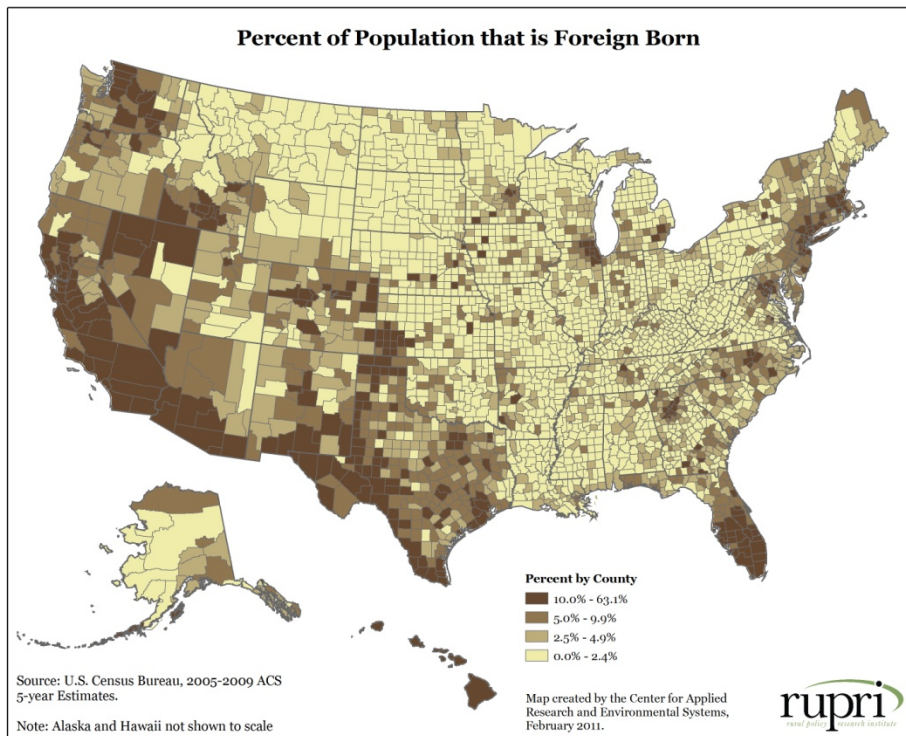 Percent of Population that is Foreign Born
Percent by County
10.0% - 63.1%
5.0% - 9.9%
2.5% - 4.9%
0.0% - 2.4%
Source: U.S. Census Bureau, 2005-2009 ACS
5-year Estimates.
Note: Alaska and Hawaii not shown to scale
Map created by the Center for Applied
Research and Environmental Systems,
February 2011.
rupri
rural policy research institute